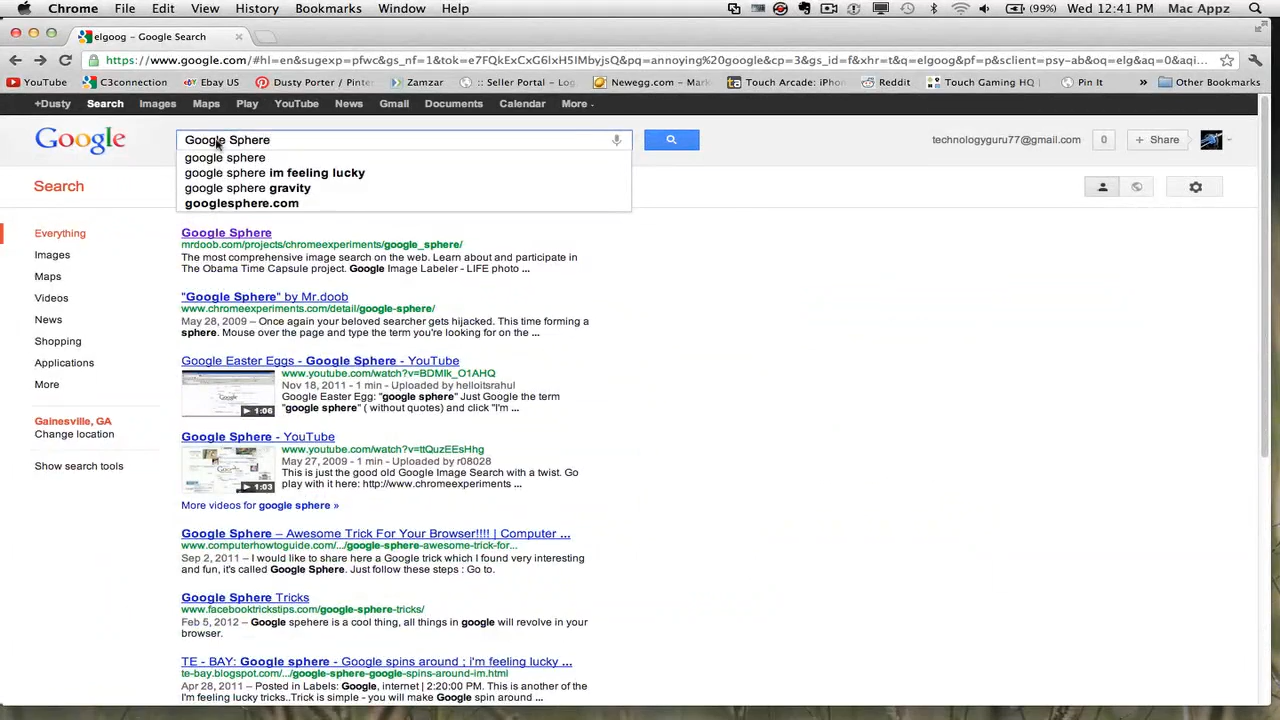 Chrome File Edit View History Bookmarks Window Help (99%) Wed 12:41 PM Mac Appz
elgoog - Google Search
https://www.google.com/#hl=en&sugexp=pfwc&gs_nf=1&tok=e7FQkExCxG6IxH5IMbyjsQ&pq=annoying%20google&cp=3&gs_id=f&xhr=t&q=elgoog&pf=p&sclient=psy-ab&oq=elg&aq=0&aqi=
YouTube C3connection Ebay US Dusty Porter / Pinter Zamzar :: Seller Portal - Log Newegg.com - Manufa Touch Arcade: iPhon Reddit Touch Gaming HQ | Pin It » Other Bookmarks
+Dusty Search Images Maps Play YouTube News Gmail Documents Calendar More
Google Google Sphere technologyguru77@gmail.com 0 + Share
google sphere
google sphere im feeling lucky
google sphere gravity
googlesphere.com
Search
Everything
Images
Maps
Videos
News
Shopping
Applications
More
Gainesville, GA
Change location
Show search tools
Google Sphere
mrdoob.com/projects/chromeexperiments/google_sphere/
The most comprehensive image search on the web. Learn about and participate in
The Obama Time Capsule project. Google Image Labeler - LIFE photo ...
"Google Sphere" by Mr.doob
www.chromeexperiments.com/detail/google-sphere/
May 28, 2009 – Once again your beloved searcher gets hijacked. This time forming a
sphere. Mouse over the page and type the term you're looking for on the ...
Google Easter Eggs - Google Sphere - YouTube
www.youtube.com/watch?v=BDMlk_O1AHQ
Nov 18, 2011 - 1 min - Uploaded by helloitsrahul
Google Easter Egg: "google sphere" Just Google the term
"google sphere" ( without quotes) and click "I'm ...
1:06
Google Sphere - YouTube
www.youtube.com/watch?v=ttQuzEEsHhg
May 27, 2009 - 1 min - Uploaded by r08028
This is just the good old Google Image Search with a twist. Go
play with it here: http://www.chromeexperiments ...
1:03
More videos for google sphere »
Google Sphere – Awesome Trick For Your Browser!!!! | Computer ...
www.computerhowtoguide.com/.../google-sphere-awesome-trick-for...
Sep 2, 2011 – I would like to share here a Google trick which I found very interesting
and fun, it's called Google Sphere. Just follow these steps : Go to.
Google Sphere Tricks
www.facebooktrickstips.com/google-sphere-tricks/
Feb 5, 2012 – Google spehere is a cool thing, all things in google will revolve in your
browser.
TE - BAY: Google sphere - Google spins around ; i'm feeling lucky ...
te-bay.blogspot.com/.../google-sphere-google-spins-around-im.html
Apr 28, 2011 – Posted in Labels: Google, internet | 2:20:00 PM. This is another of the
I'm feeling lucky tricks..Trick is simple - you will make Google spin around ...